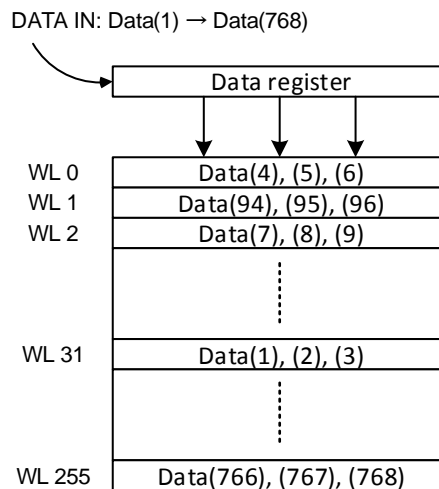 DATA IN: Data(1) → Data(768)
Data register
WL 0 Data(4), (5), (6)
WL 1 Data(94), (95), (96)
WL 2 Data(7), (8), (9)
WL 31 Data(1), (2), (3)
WL 255 Data(766), (767), (768)